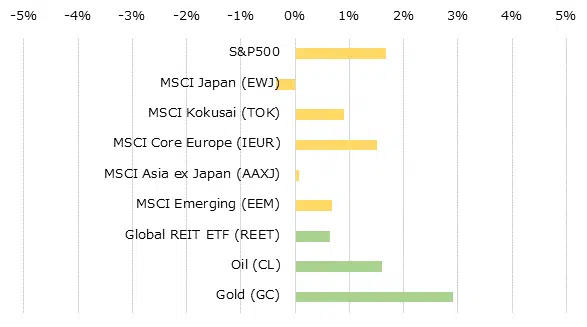 -5% -4% -3% -2% -1% 0% 1% 2% 3% 4% 5%
S&P500
MSCI Japan (EWJ)
MSCI Kokusai (TOK)
MSCI Core Europe (IEUR)
MSCI Asia ex Japan (AAXJ)
MSCI Emerging (EEM)
Global REIT ETF (REET)
Oil (CL)
Gold (GC)